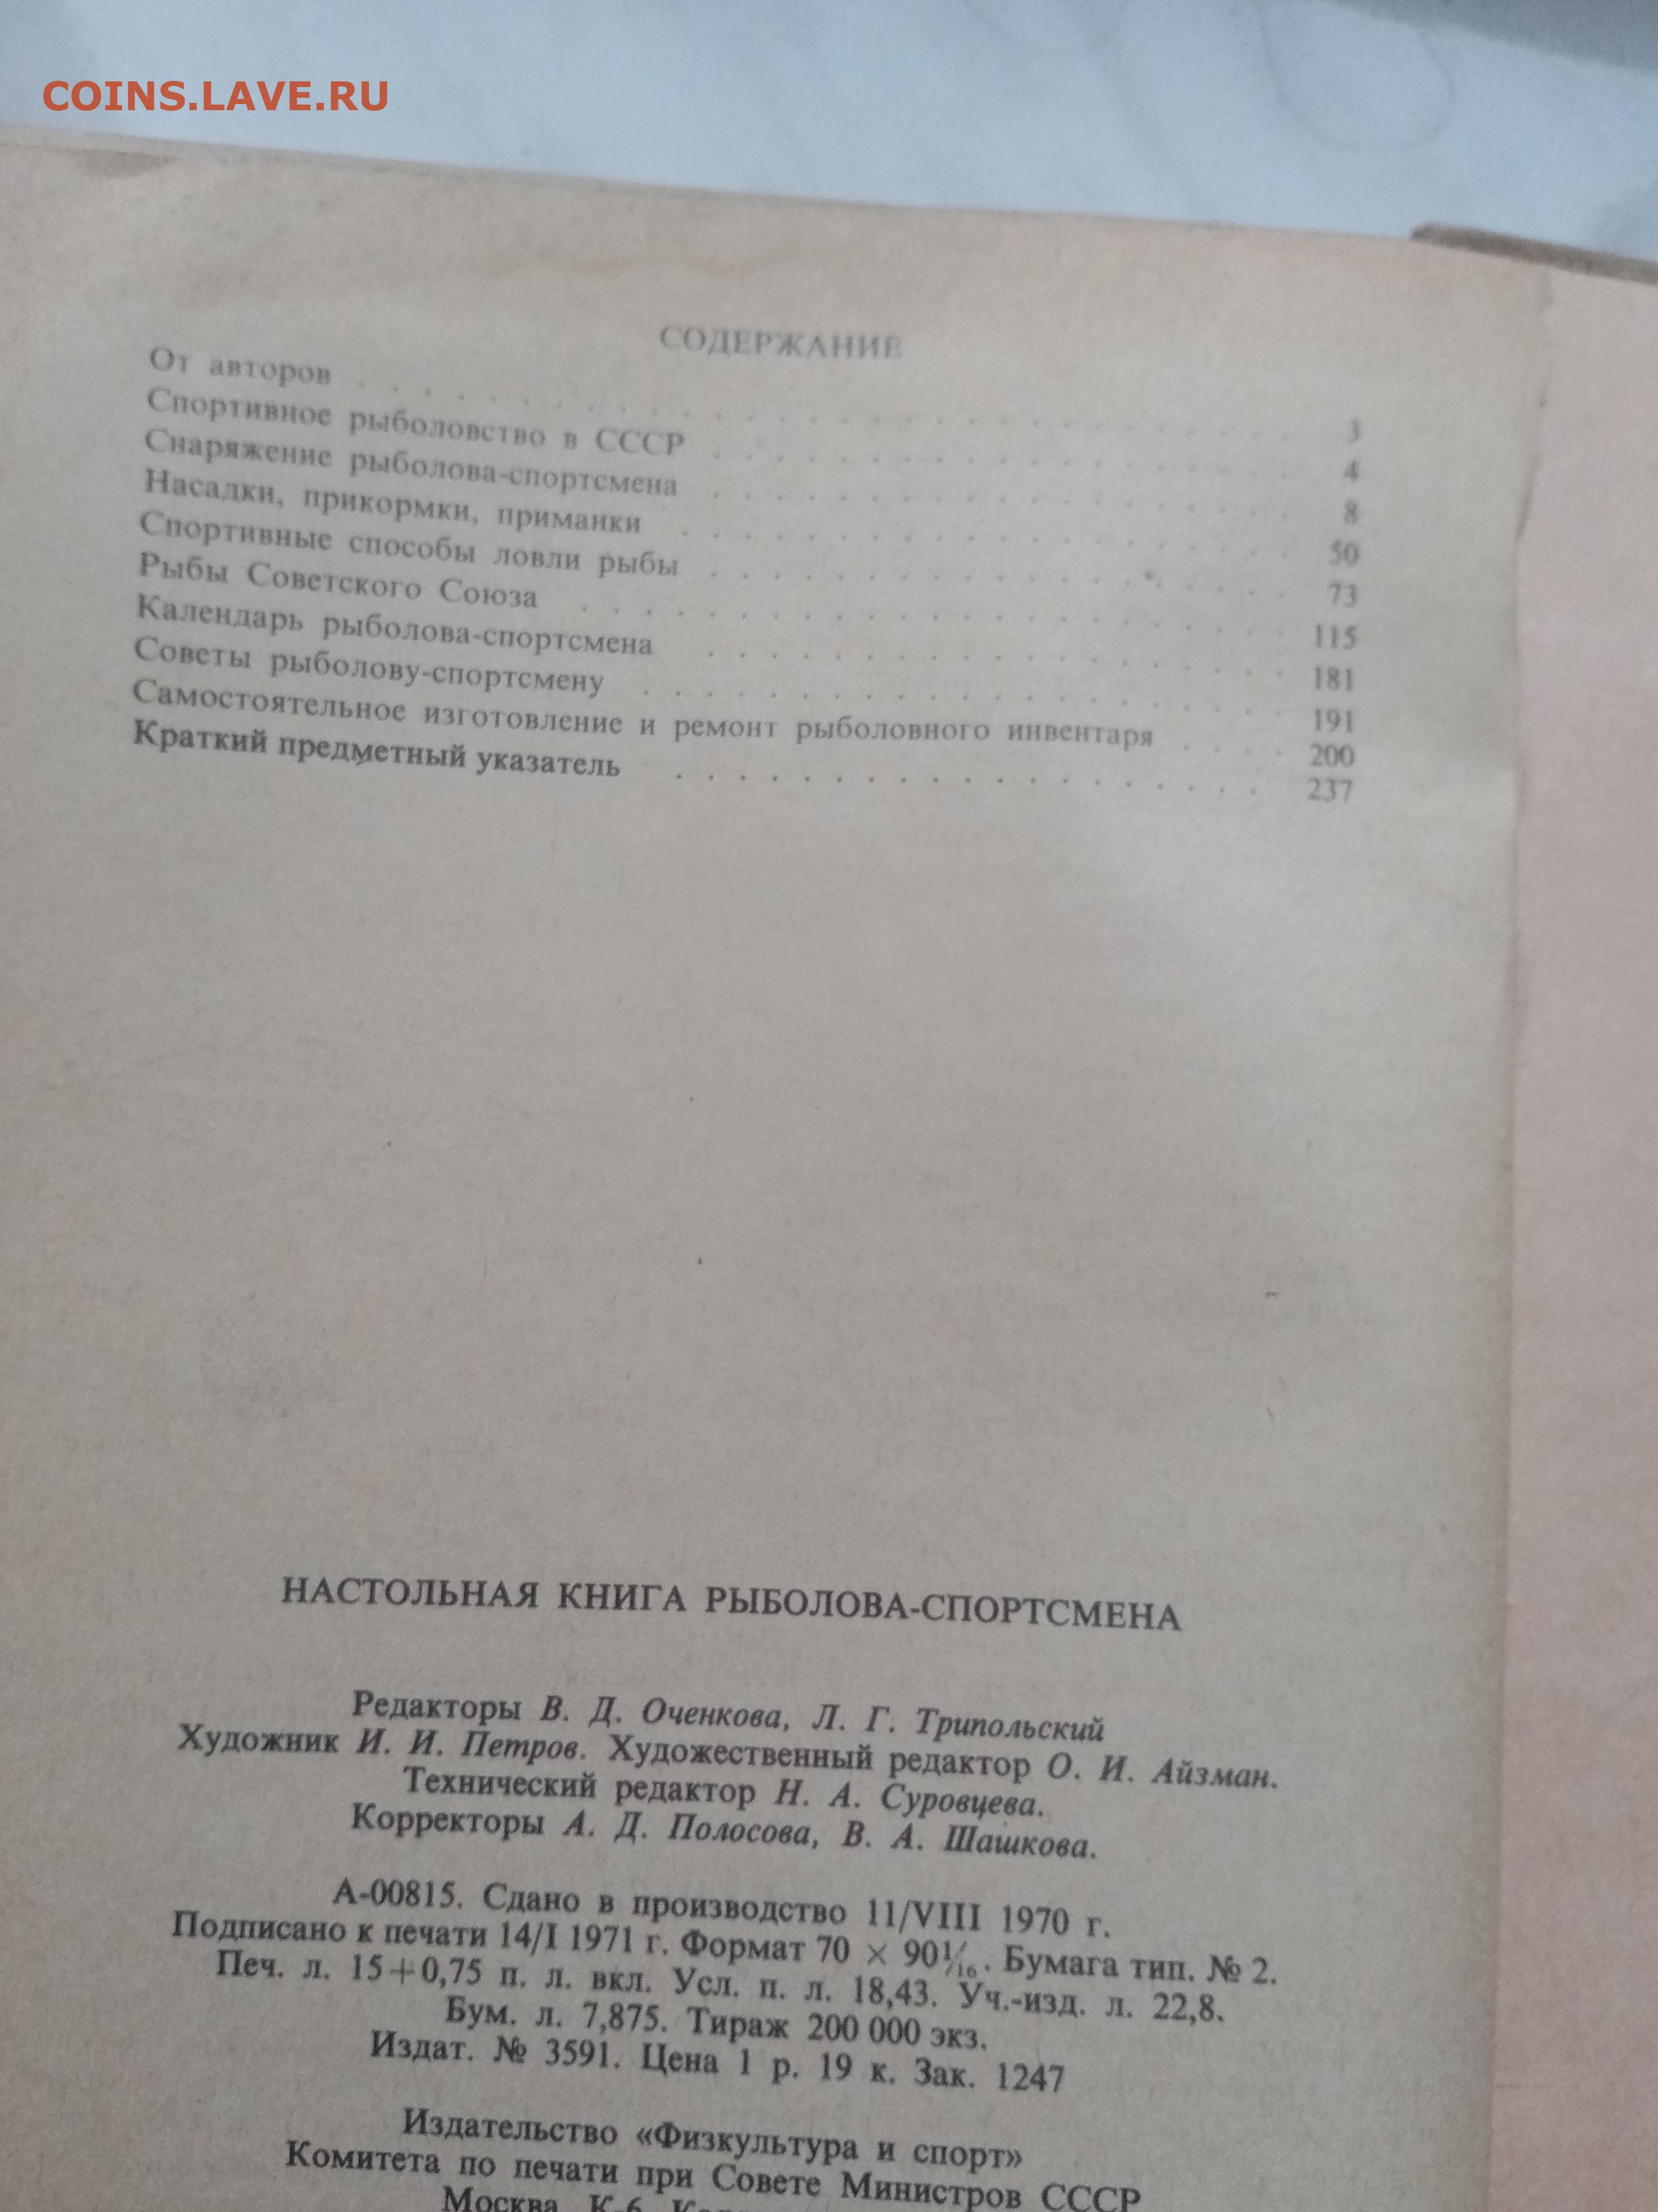 COINS.LAVE.RU
СОДЕРЖАНИЕ
От авторов . . . . . . . . . . . . . . . . . . . . 3
Спортивное рыболовство в СССР . . . . . . . . . . . . 4
Снаряжение рыболова-спортсмена . . . . . . . . . . . . 8
Насадки, прикормки, приманки . . . . . . . . . . . . 50
Спортивные способы ловли рыбы . . . . . . . . . . . . 73
Рыбы Советского Союза . . . . . . . . . . . . . . 115
Календарь рыболова-спортсмена . . . . . . . . . . . . 181
Советы рыболову-спортсмену . . . . . . . . . . . . 191
Самостоятельное изготовление и ремонт рыболовного инвентаря . . . . 200
Краткий предметный указатель . . . . . . . . . . . . 237
НАСТОЛЬНАЯ КНИГА РЫБОЛОВА-СПОРТСМЕНА
Редакторы В. Д. Оченкова, Л. Г. Трипольский
Художник И. И. Петров. Художественный редактор О. И. Айзман.
Технический редактор Н. А. Суровцева.
Корректоры А. Д. Полосова, В. А. Шашкова.
А-00815. Сдано в производство 11/VIII 1970 г.
Подписано к печати 14/I 1971 г. Формат 70 × 90 1/16. Бумага тип. № 2.
Печ. л. 15+0,75 п. л. вкл. Усл. п. л. 18,43. Уч.-изд. л. 22,8.
Бум. л. 7,875. Тираж 200 000 экз.
Издат. № 3591. Цена 1 р. 19 к. Зак. 1247
Издательство «Физкультура и спорт»
Комитета по печати при Совете Министров СССР
Москва, К-6,